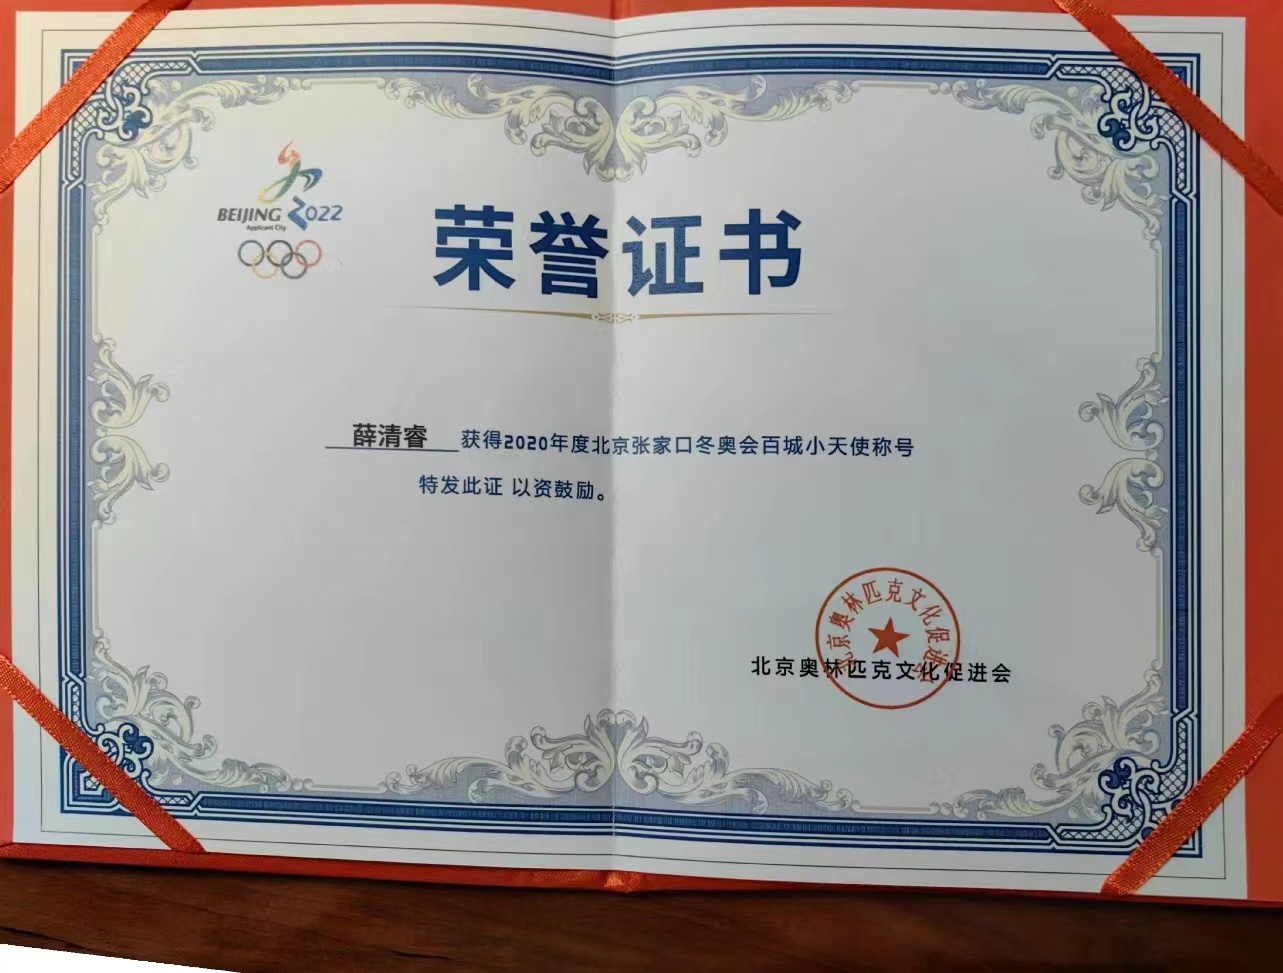 BEIJING 2022
Applicant City
荣誉证书
薛清睿 获得2020年度北京张家口冬奥会百城小天使称号
特发此证 以资鼓励。
北京奥林匹克文化促进会
北京奥林匹克文化促进会